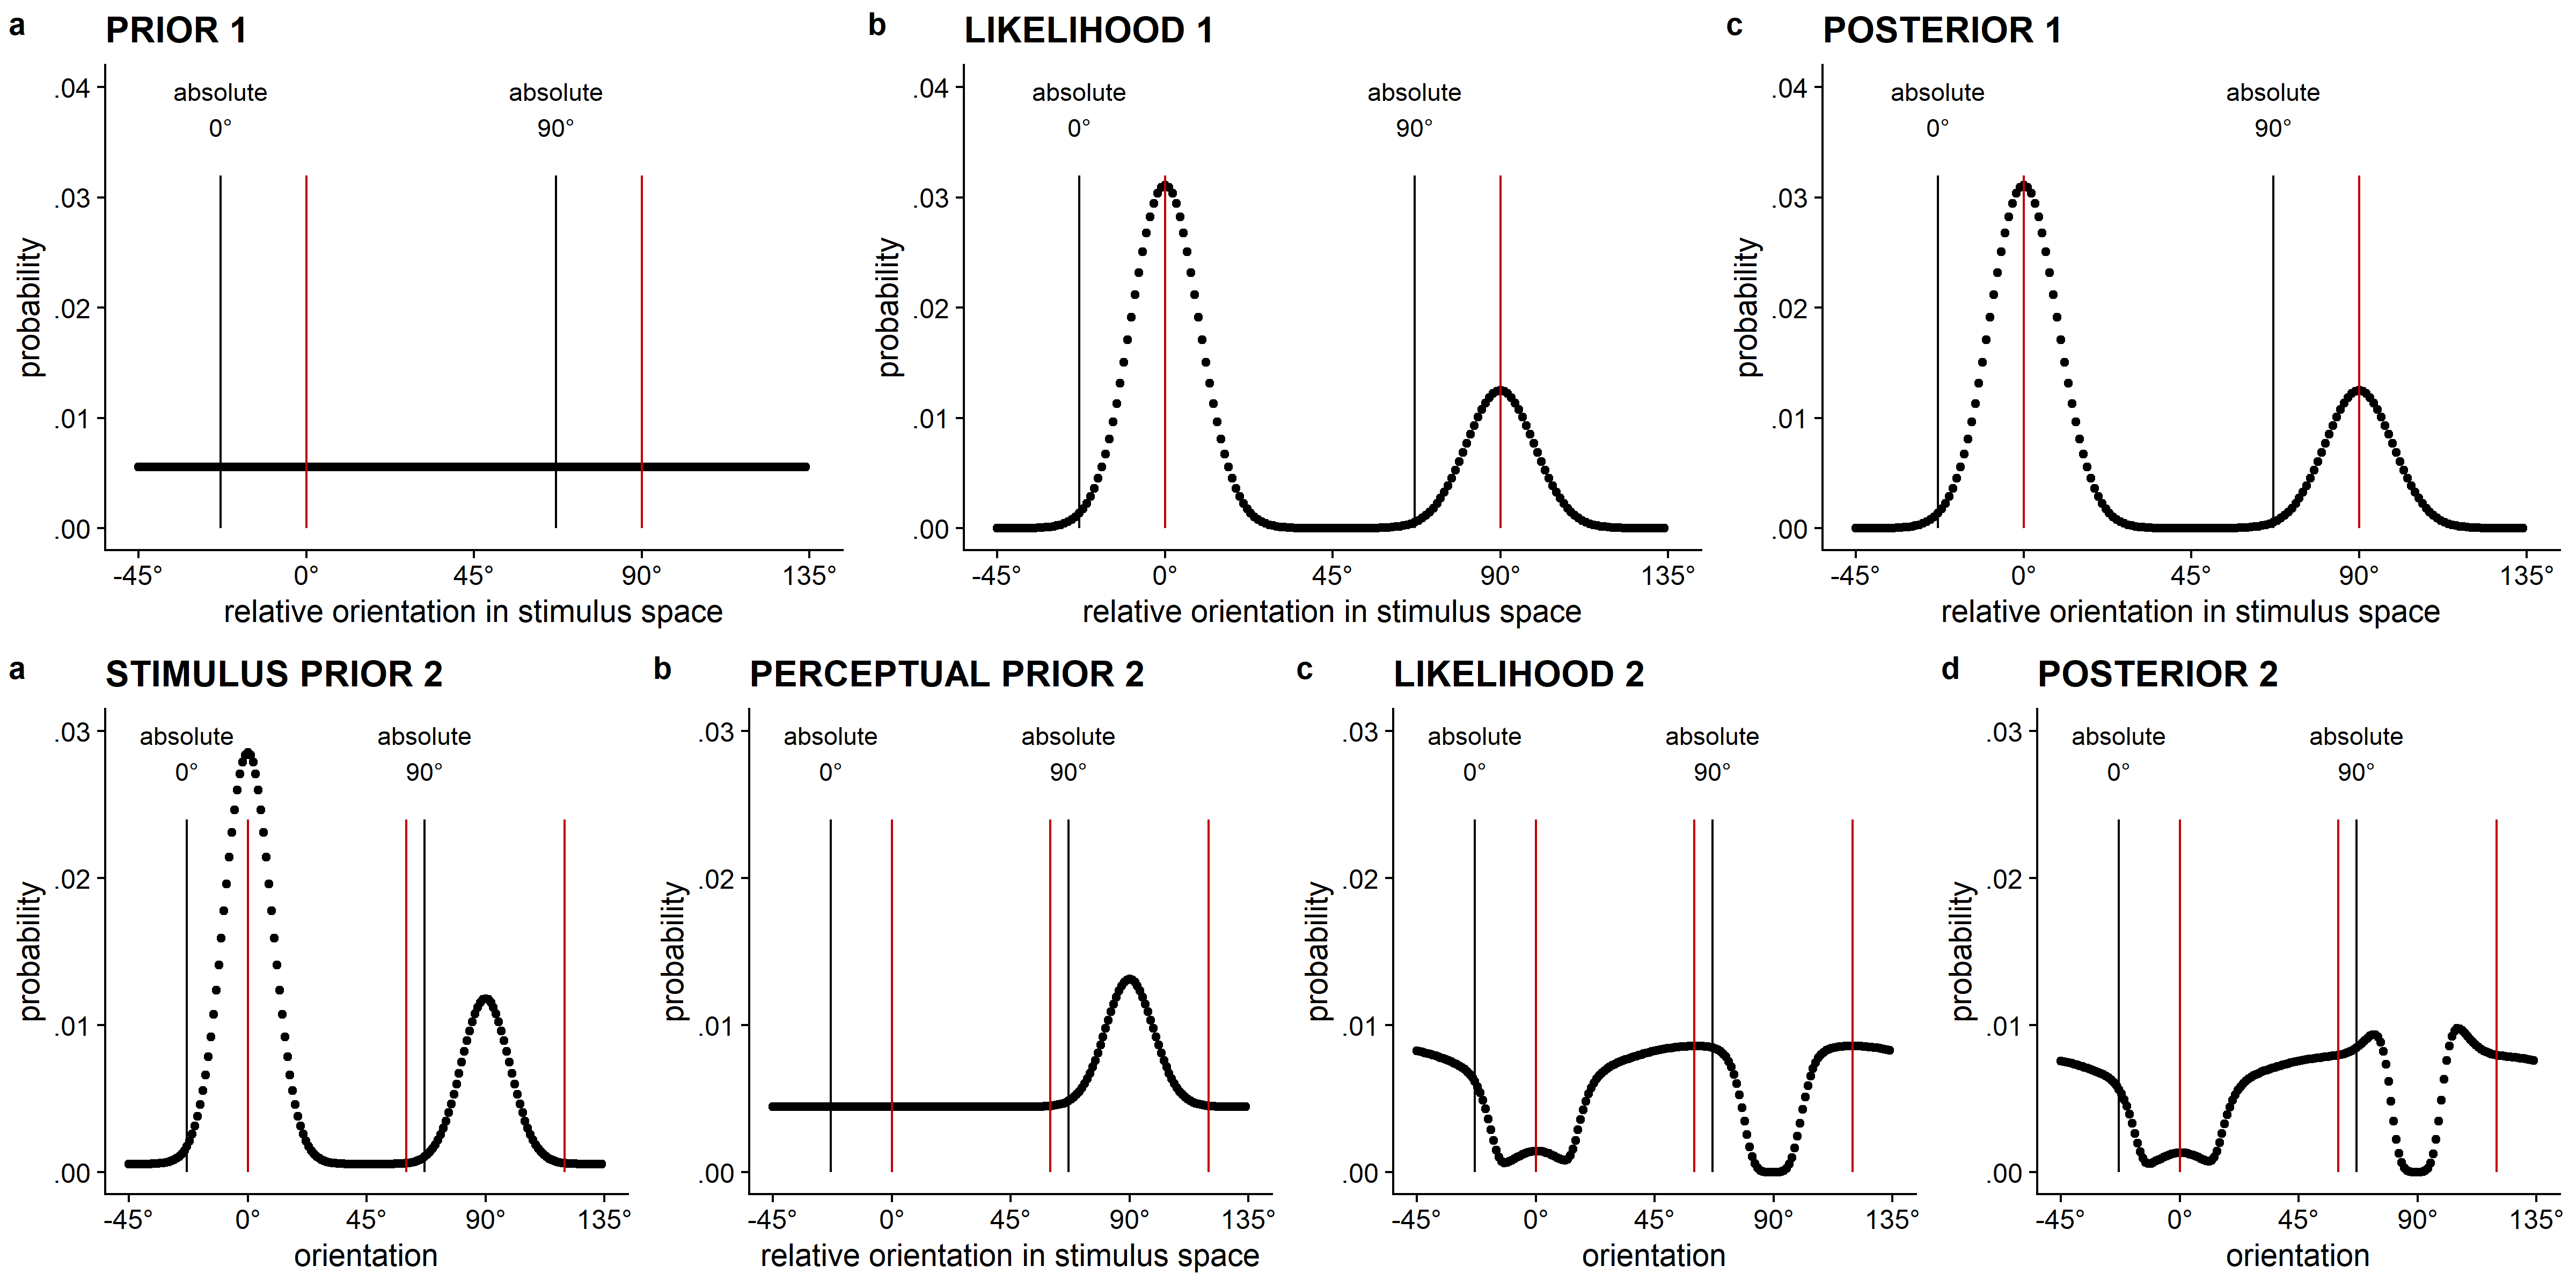 a PRIOR 1
.04
.03
.02
.01
.00
probability
absolute
0°
absolute
90°
-45° 0° 45° 90° 135°
relative orientation in stimulus space
b LIKELIHOOD 1
.04
.03
.02
.01
.00
probability
absolute
0°
absolute
90°
-45° 0° 45° 90° 135°
relative orientation in stimulus space
c POSTERIOR 1
.04
.03
.02
.01
.00
probability
absolute
0°
absolute
90°
-45° 0° 45° 90° 135°
relative orientation in stimulus space
a STIMULUS PRIOR 2
.03
.02
.01
.00
probability
absolute
0°
absolute
90°
-45° 0° 45° 90° 135°
orientation
b PERCEPTUAL PRIOR 2
.03
.02
.01
.00
probability
absolute
0°
absolute
90°
-45° 0° 45° 90° 135°
relative orientation in stimulus space
c LIKELIHOOD 2
.03
.02
.01
.00
probability
absolute
0°
absolute
90°
-45° 0° 45° 90° 135°
orientation
d POSTERIOR 2
.03
.02
.01
.00
probability
absolute
0°
absolute
90°
-45° 0° 45° 90° 135°
orientation